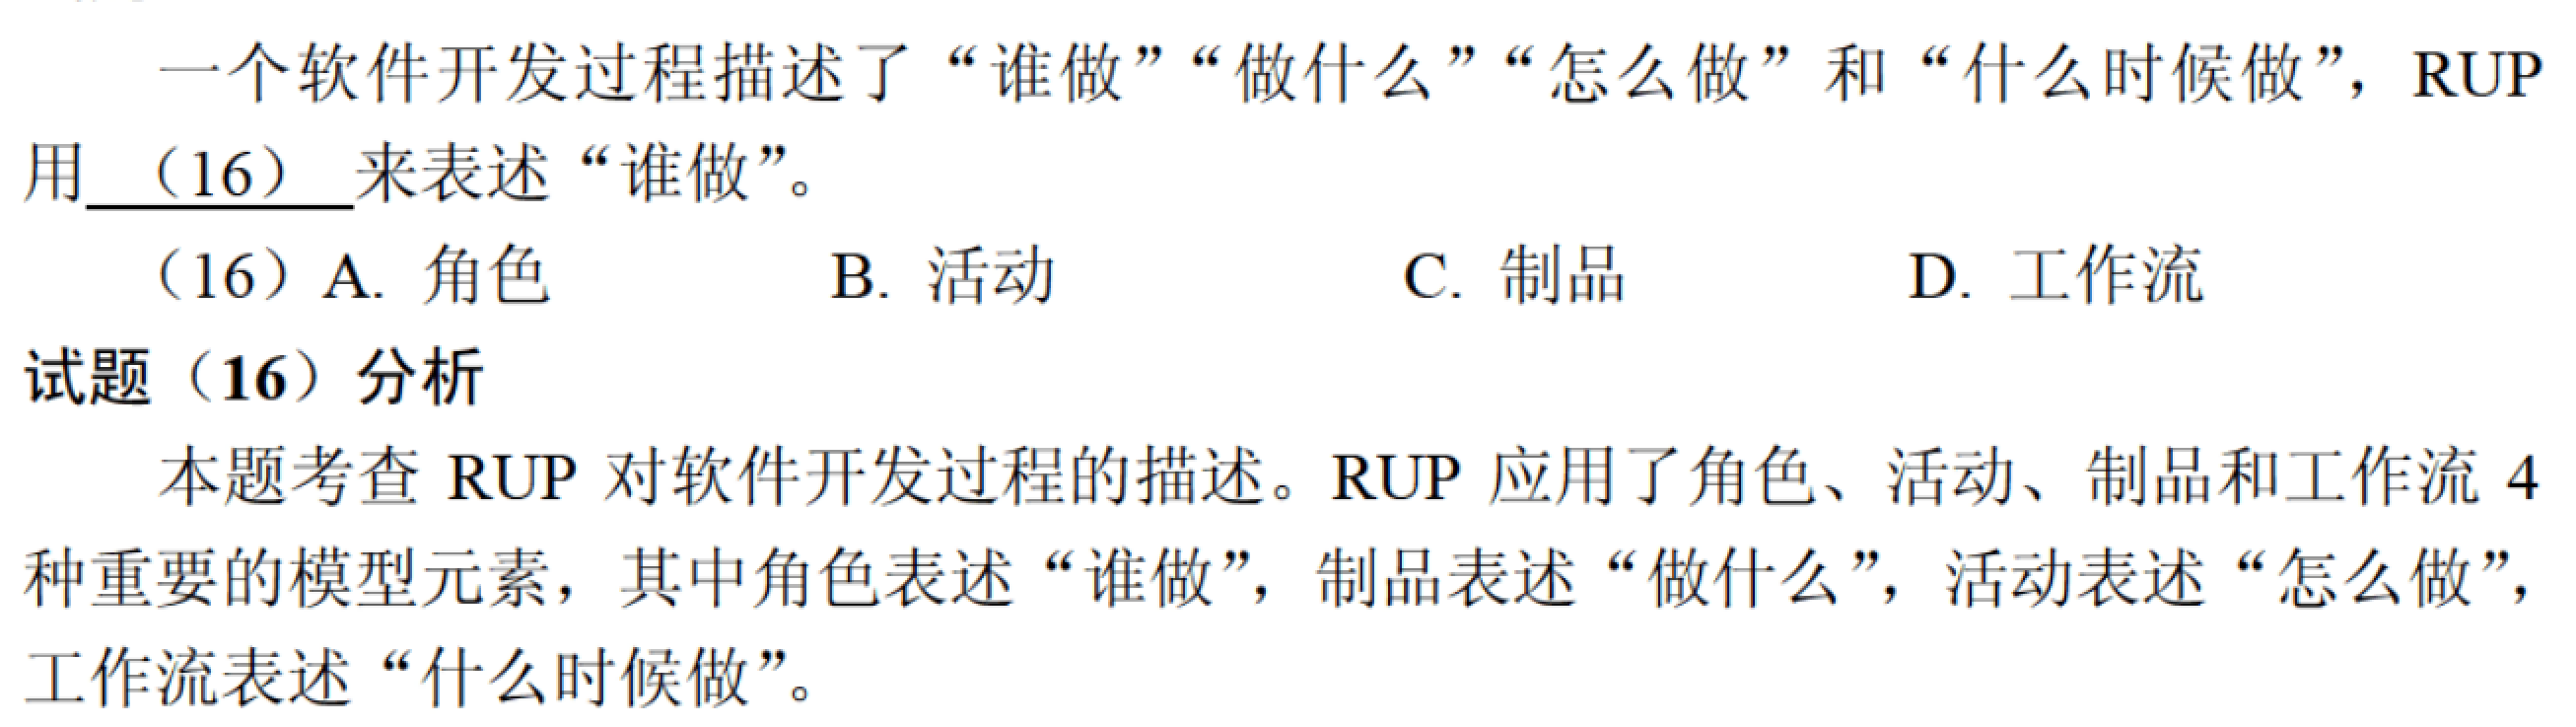 一个软件开发过程描述了“谁做”“做什么”“怎么做”和“什么时候做”，RUP
用 （16） 来表述“谁做”。
（16）A. 角色 B. 活动 C. 制品 D. 工作流
试题（16）分析
本题考查 RUP 对软件开发过程的描述。RUP 应用了角色、活动、制品和工作流 4
种重要的模型元素，其中角色表述“谁做”，制品表述“做什么”，活动表述“怎么做”，
工作流表述“什么时候做”。